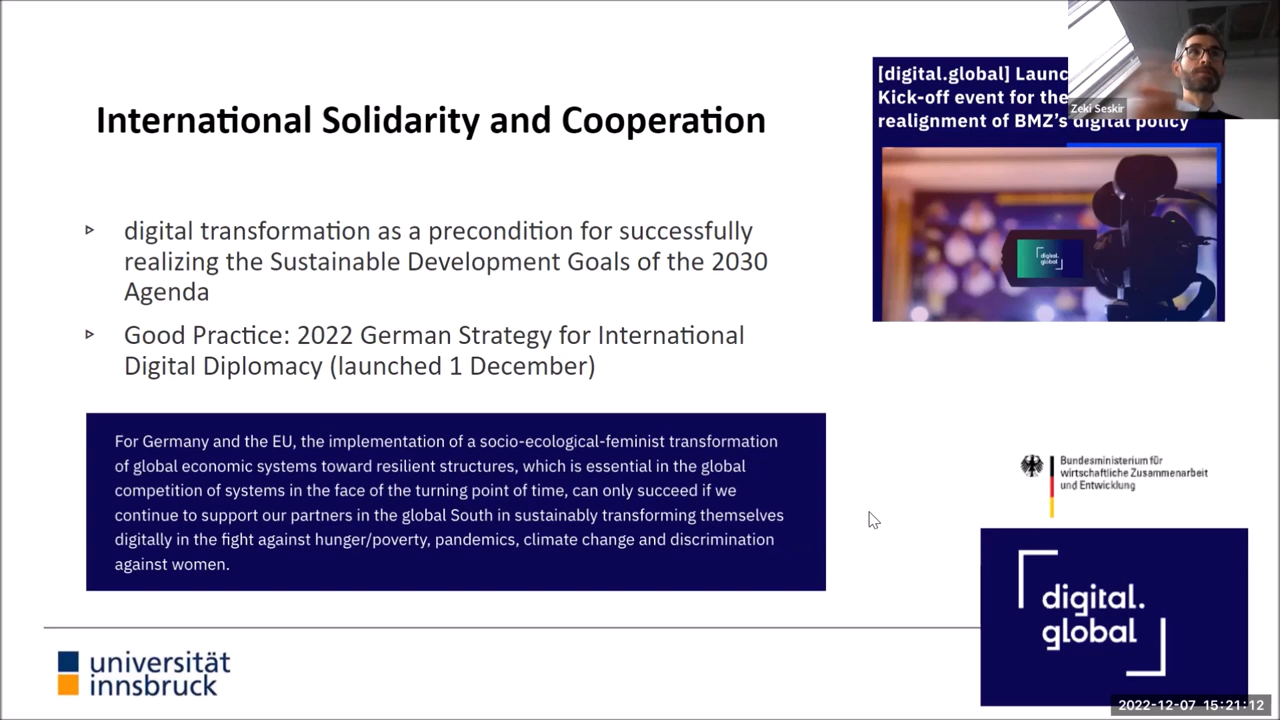 [digital.global] Launc
Kick-off event for the
realignment of BMZ's digital policy
Zeki Seskir
International Solidarity and Cooperation
digital transformation as a precondition for successfully
realizing the Sustainable Development Goals of the 2030
Agenda
Good Practice: 2022 German Strategy for International
Digital Diplomacy (launched 1 December)
digital.
global
For Germany and the EU, the implementation of a socio-ecological-feminist transformation
of global economic systems toward resilient structures, which is essential in the global
competition of systems in the face of the turning point of time, can only succeed if we
continue to support our partners in the global South in sustainably transforming themselves
digitally in the fight against hunger/poverty, pandemics, climate change and discrimination
against women.
Bundesministerium für
wirtschaftliche Zusammenarbeit
und Entwicklung
digital.
global
universität
innsbruck
2022-12-07 15:21:12